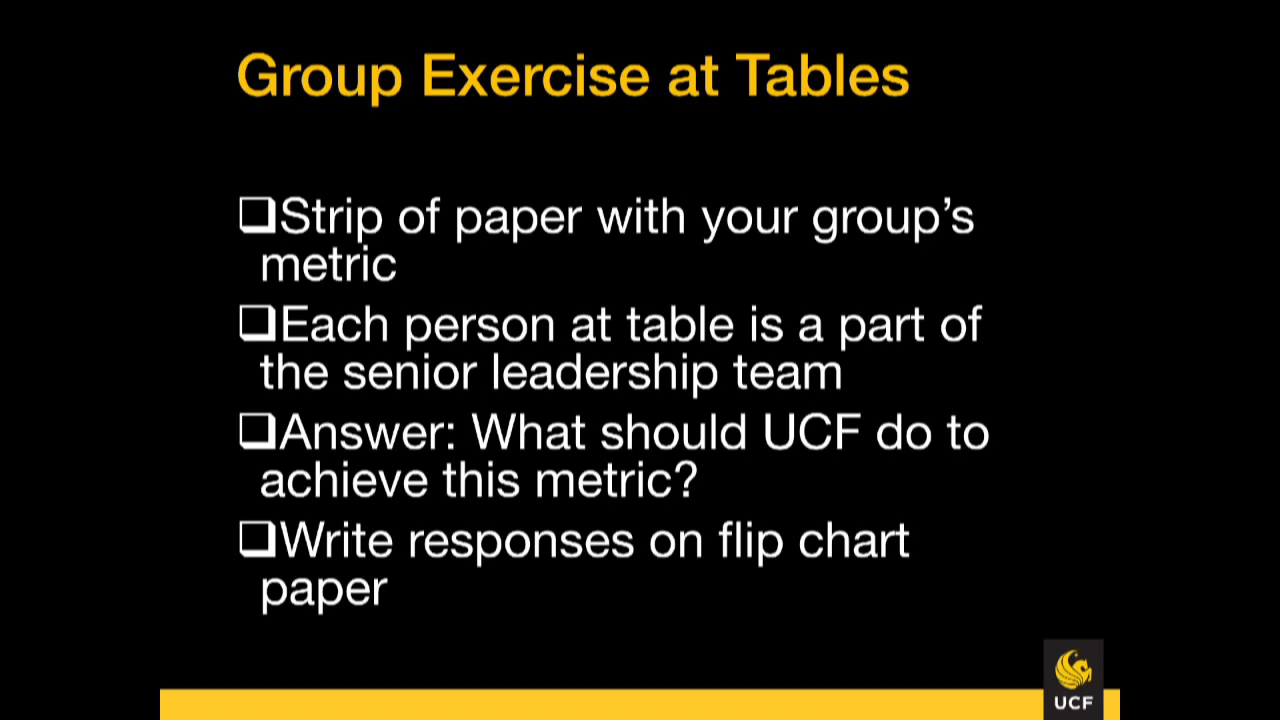 Group Exercise at Tables
❑Strip of paper with your group’s
metric
❑Each person at table is a part of
the senior leadership team
❑Answer: What should UCF do to
achieve this metric?
❑Write responses on flip chart
paper
UCF